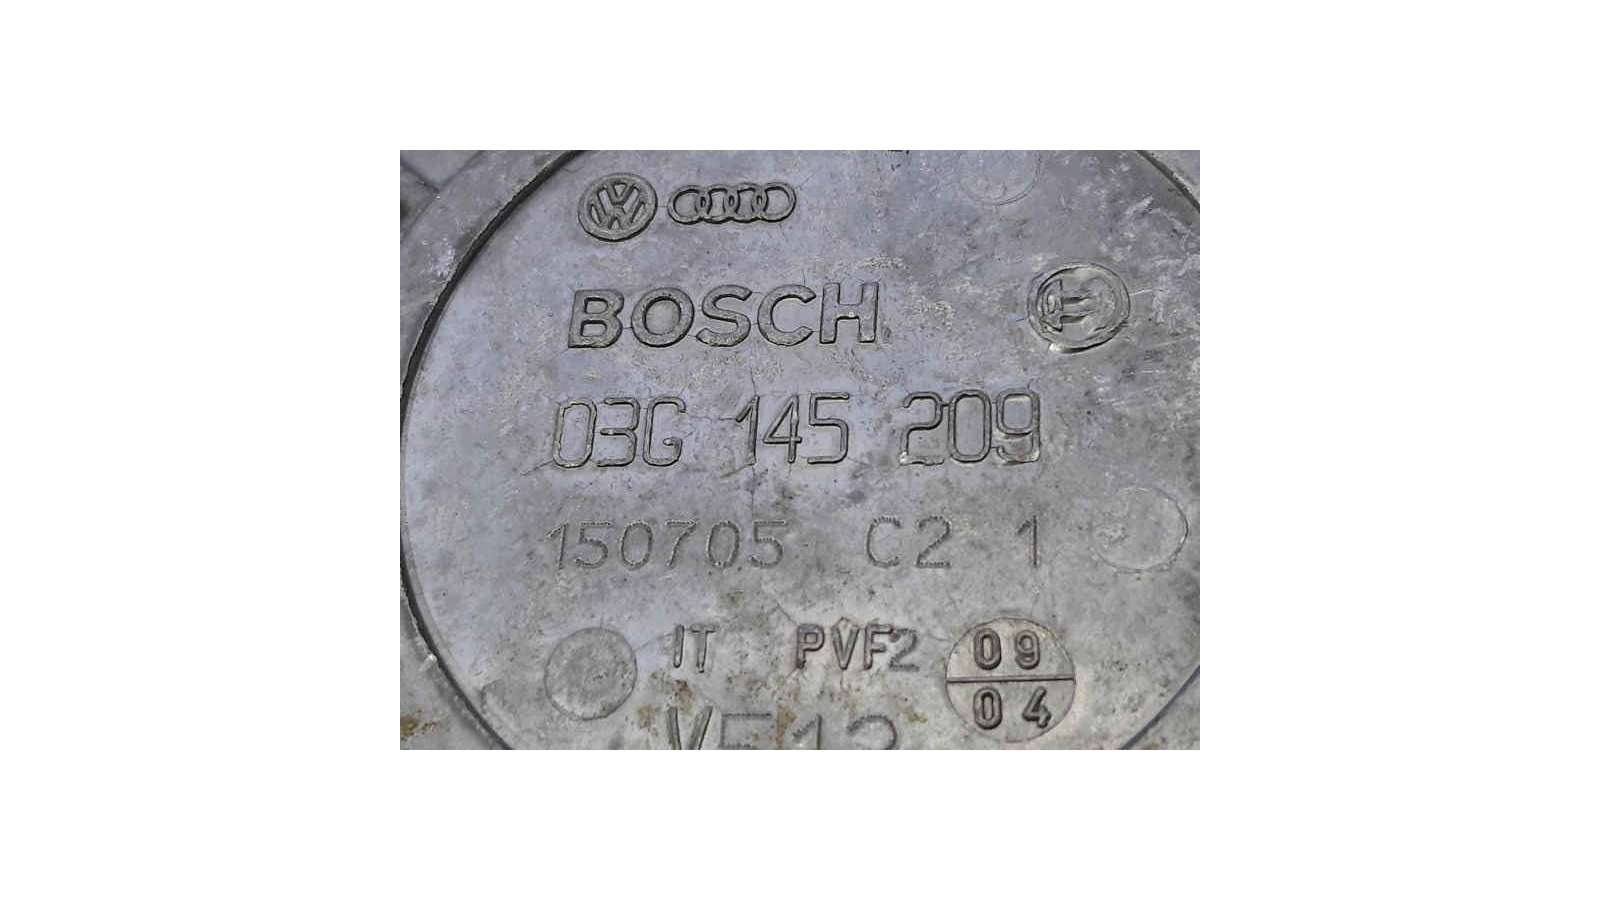 BOSCH
03G 145 209
150705 C2 1
IT PVF2 09
04